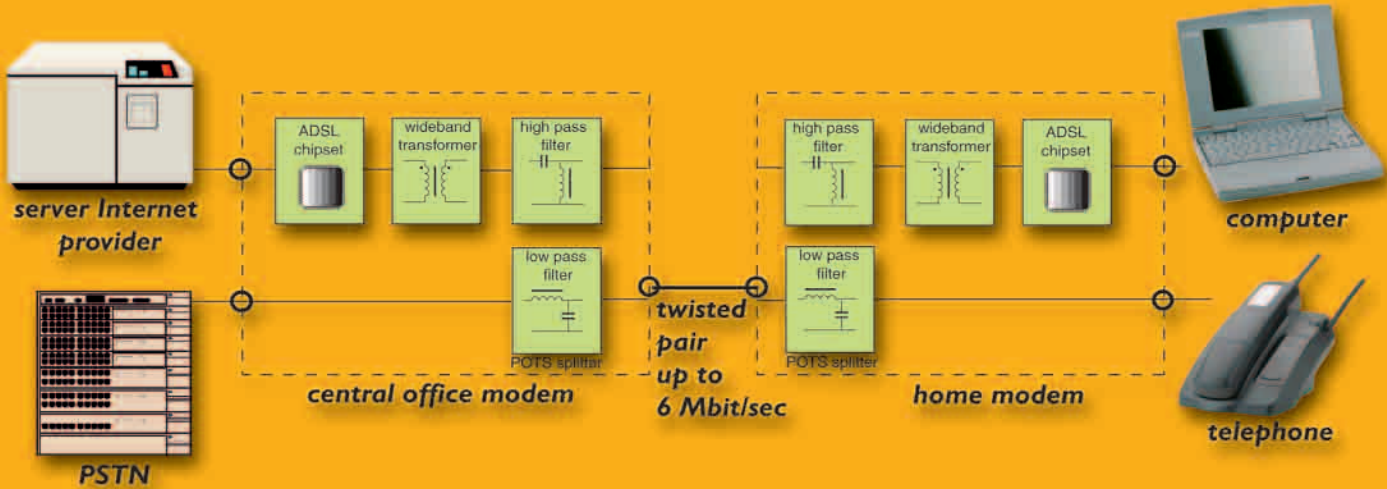 server Internet
provider
PSTN
ADSL
chipset
wideband
transformer
high pass
filter
low pass
filter
POTS splitter
central office modem
twisted
pair
up to
6 Mbit/sec
high pass
filter
wideband
transformer
ADSL
chipset
low pass
filter
POTS splitter
home modem
computer
telephone